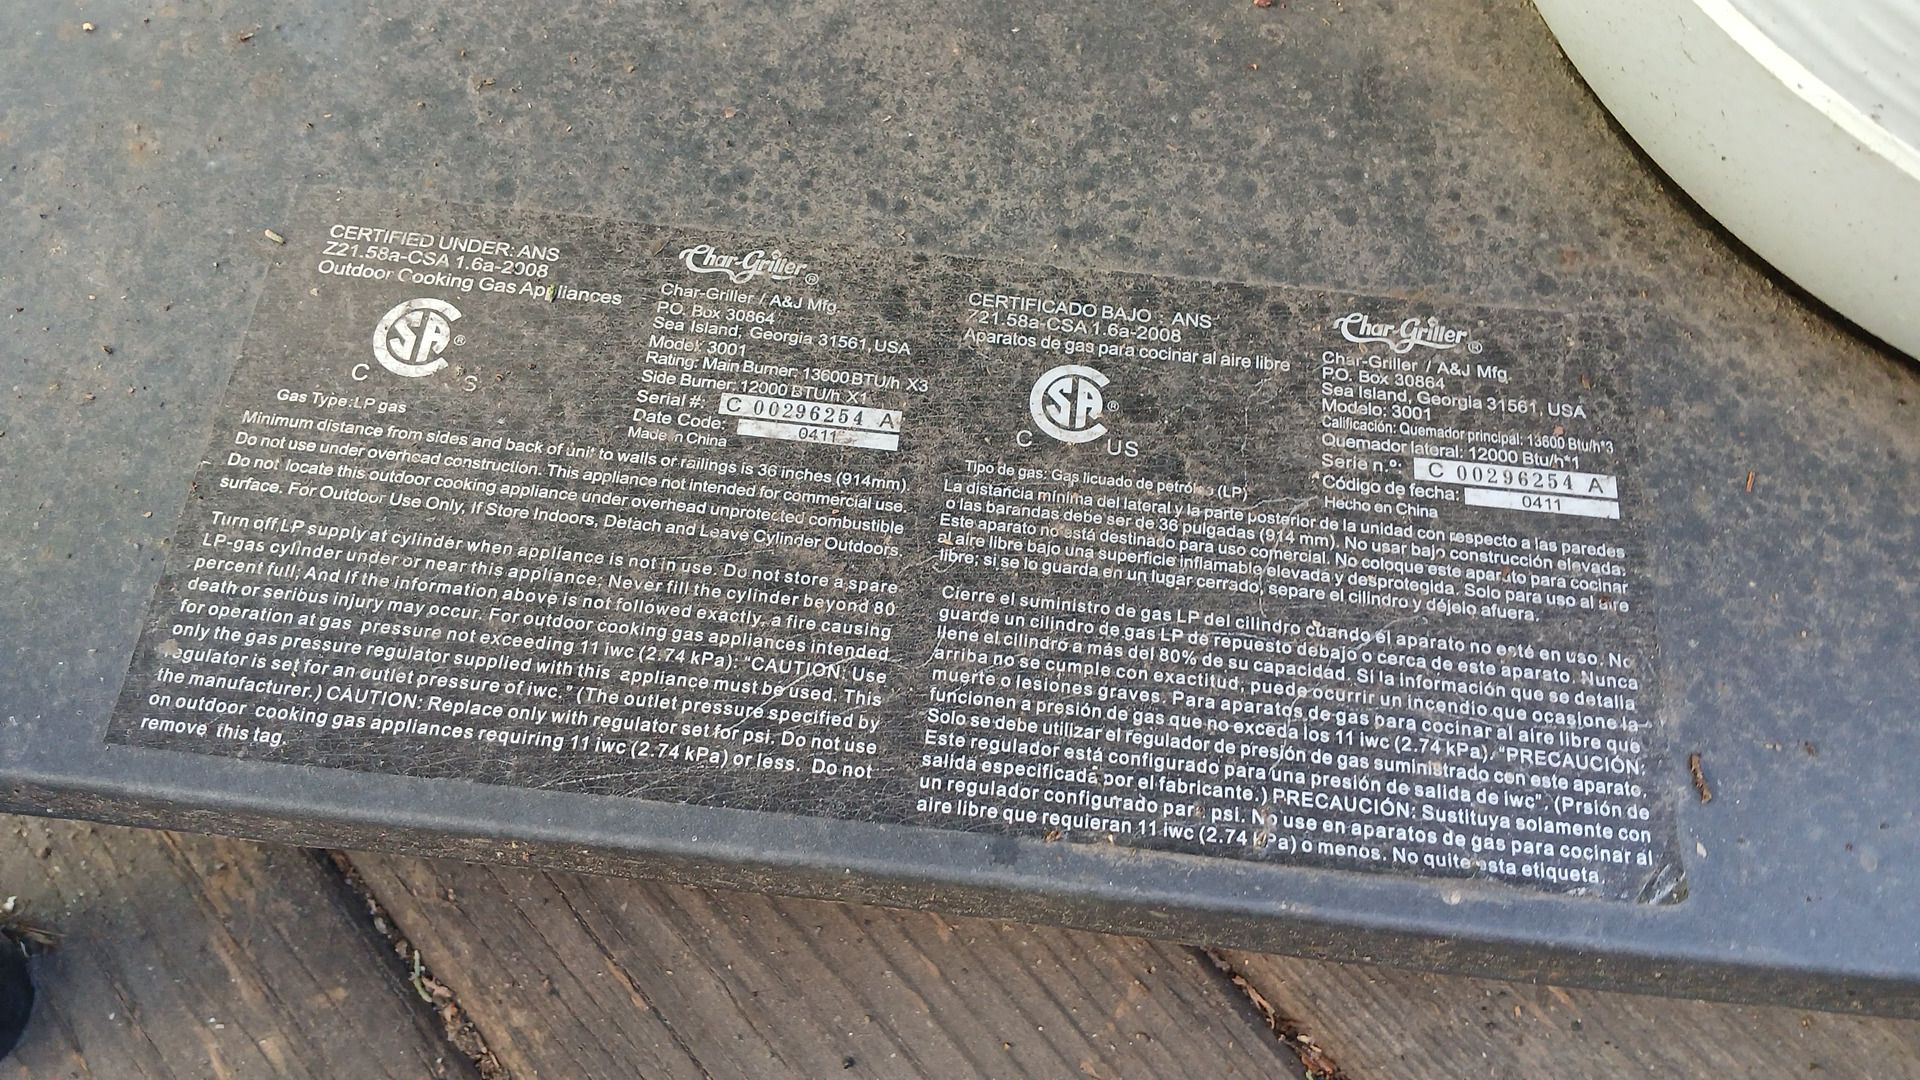 CERTIFIED UNDER: ANS
Z21.58a-CSA 1.6a-2008
Outdoor Cooking Gas Appliances
CSA®
C S
Gas Type: LP gas
Char-Griller®
Char-Griller / A&J Mfg.
P.O. Box 30864
Sea Island, Georgia 31561, USA
Model: 3001
Rating: Main Burner: 13600 BTU/h X3
Side Burner: 12000 BTU/h X1
Serial #: C 00296254 A
Date Code: 0411
Made in China
Minimum distance from sides and back of unit to walls or railings is 36 inches (914mm)
Do not use under overhead construction. This appliance not intended for commercial use.
Do not locate this outdoor cooking appliance under overhead unprotected combustible
surface. For Outdoor Use Only, if Store Indoors, Detach and Leave Cylinder Outdoors.
Turn off LP supply at cylinder when appliance is not in use. Do not store a spare
LP-gas cylinder under or near this appliance; Never fill the cylinder beyond 80
percent full; And If the information above is not followed exactly, a fire causing
death or serious injury may occur. For outdoor cooking gas appliances intended
for operation at gas pressure not exceeding 11 iwc (2.74 kPa): "CAUTION: Use
only the gas pressure regulator supplied with this appliance must be used. This
regulator is set for an outlet pressure of iwc." (The outlet pressure specified by
the manufacturer.) CAUTION: Replace only with regulator set for psi. Do not use
on outdoor cooking gas appliances requiring 11 iwc (2.74 kPa) or less. Do not
remove this tag.
CERTIFICADO BAJO ANS
Z21.58a-CSA 1.6a-2008
Aparatos de gas para cocinar al aire libre
CSA®
C US
Tipo de gas: Gas licuado de petróleo (LP)
Char-Griller®
Char-Griller / A&J Mfg.
P.O. Box 30864
Sea Island, Georgia 31561, USA
Modelo: 3001
Calificación: Quemador principal: 13600 Btu/h*3
Quemador lateral: 12000 Btu/h*1
Serie n.º: C 00296254 A
Código de fecha: 0411
Hecho en China
La distancia mínima del lateral y la parte posterior de la unidad con respecto a las paredes
o las barandas debe ser de 36 pulgadas (914 mm). No usar bajo construcción elevada.
Este aparato no está destinado para uso comercial. No coloque este aparato para cocinar
al aire libre bajo una superficie inflamable elevada y desprotegida. Solo para uso al aire
libre; si se lo guarda en un lugar cerrado, separe el cilindro y déjelo afuera.
Cierre el suministro de gas LP del cilindro cuando el aparato no esté en uso. No
guarde un cilindro de gas LP de repuesto debajo o cerca de este aparato. Nunca
llene el cilindro a más del 80% de su capacidad. Si la información que se detalla
arriba no se cumple con exactitud, puede ocurrir un incendio que ocasione la
muerte o lesiones graves. Para aparatos de gas para cocinar al aire libre que
funcionen a presión de gas que no exceda los 11 iwc (2.74 kPa). "PRECAUCIÓN:
Solo se debe utilizar el regulador de presión de gas suministrado con este aparato.
Este regulador está configurado para una presión de salida de iwc". (Prsión de
salida especificada por el fabricante.) PRECAUCIÓN: Sustituya solamente con
un regulador configurado para psi. No use en aparatos de gas para cocinar al
aire libre que requieran 11 iwc (2.74 kPa) o menos. No quite esta etiqueta.